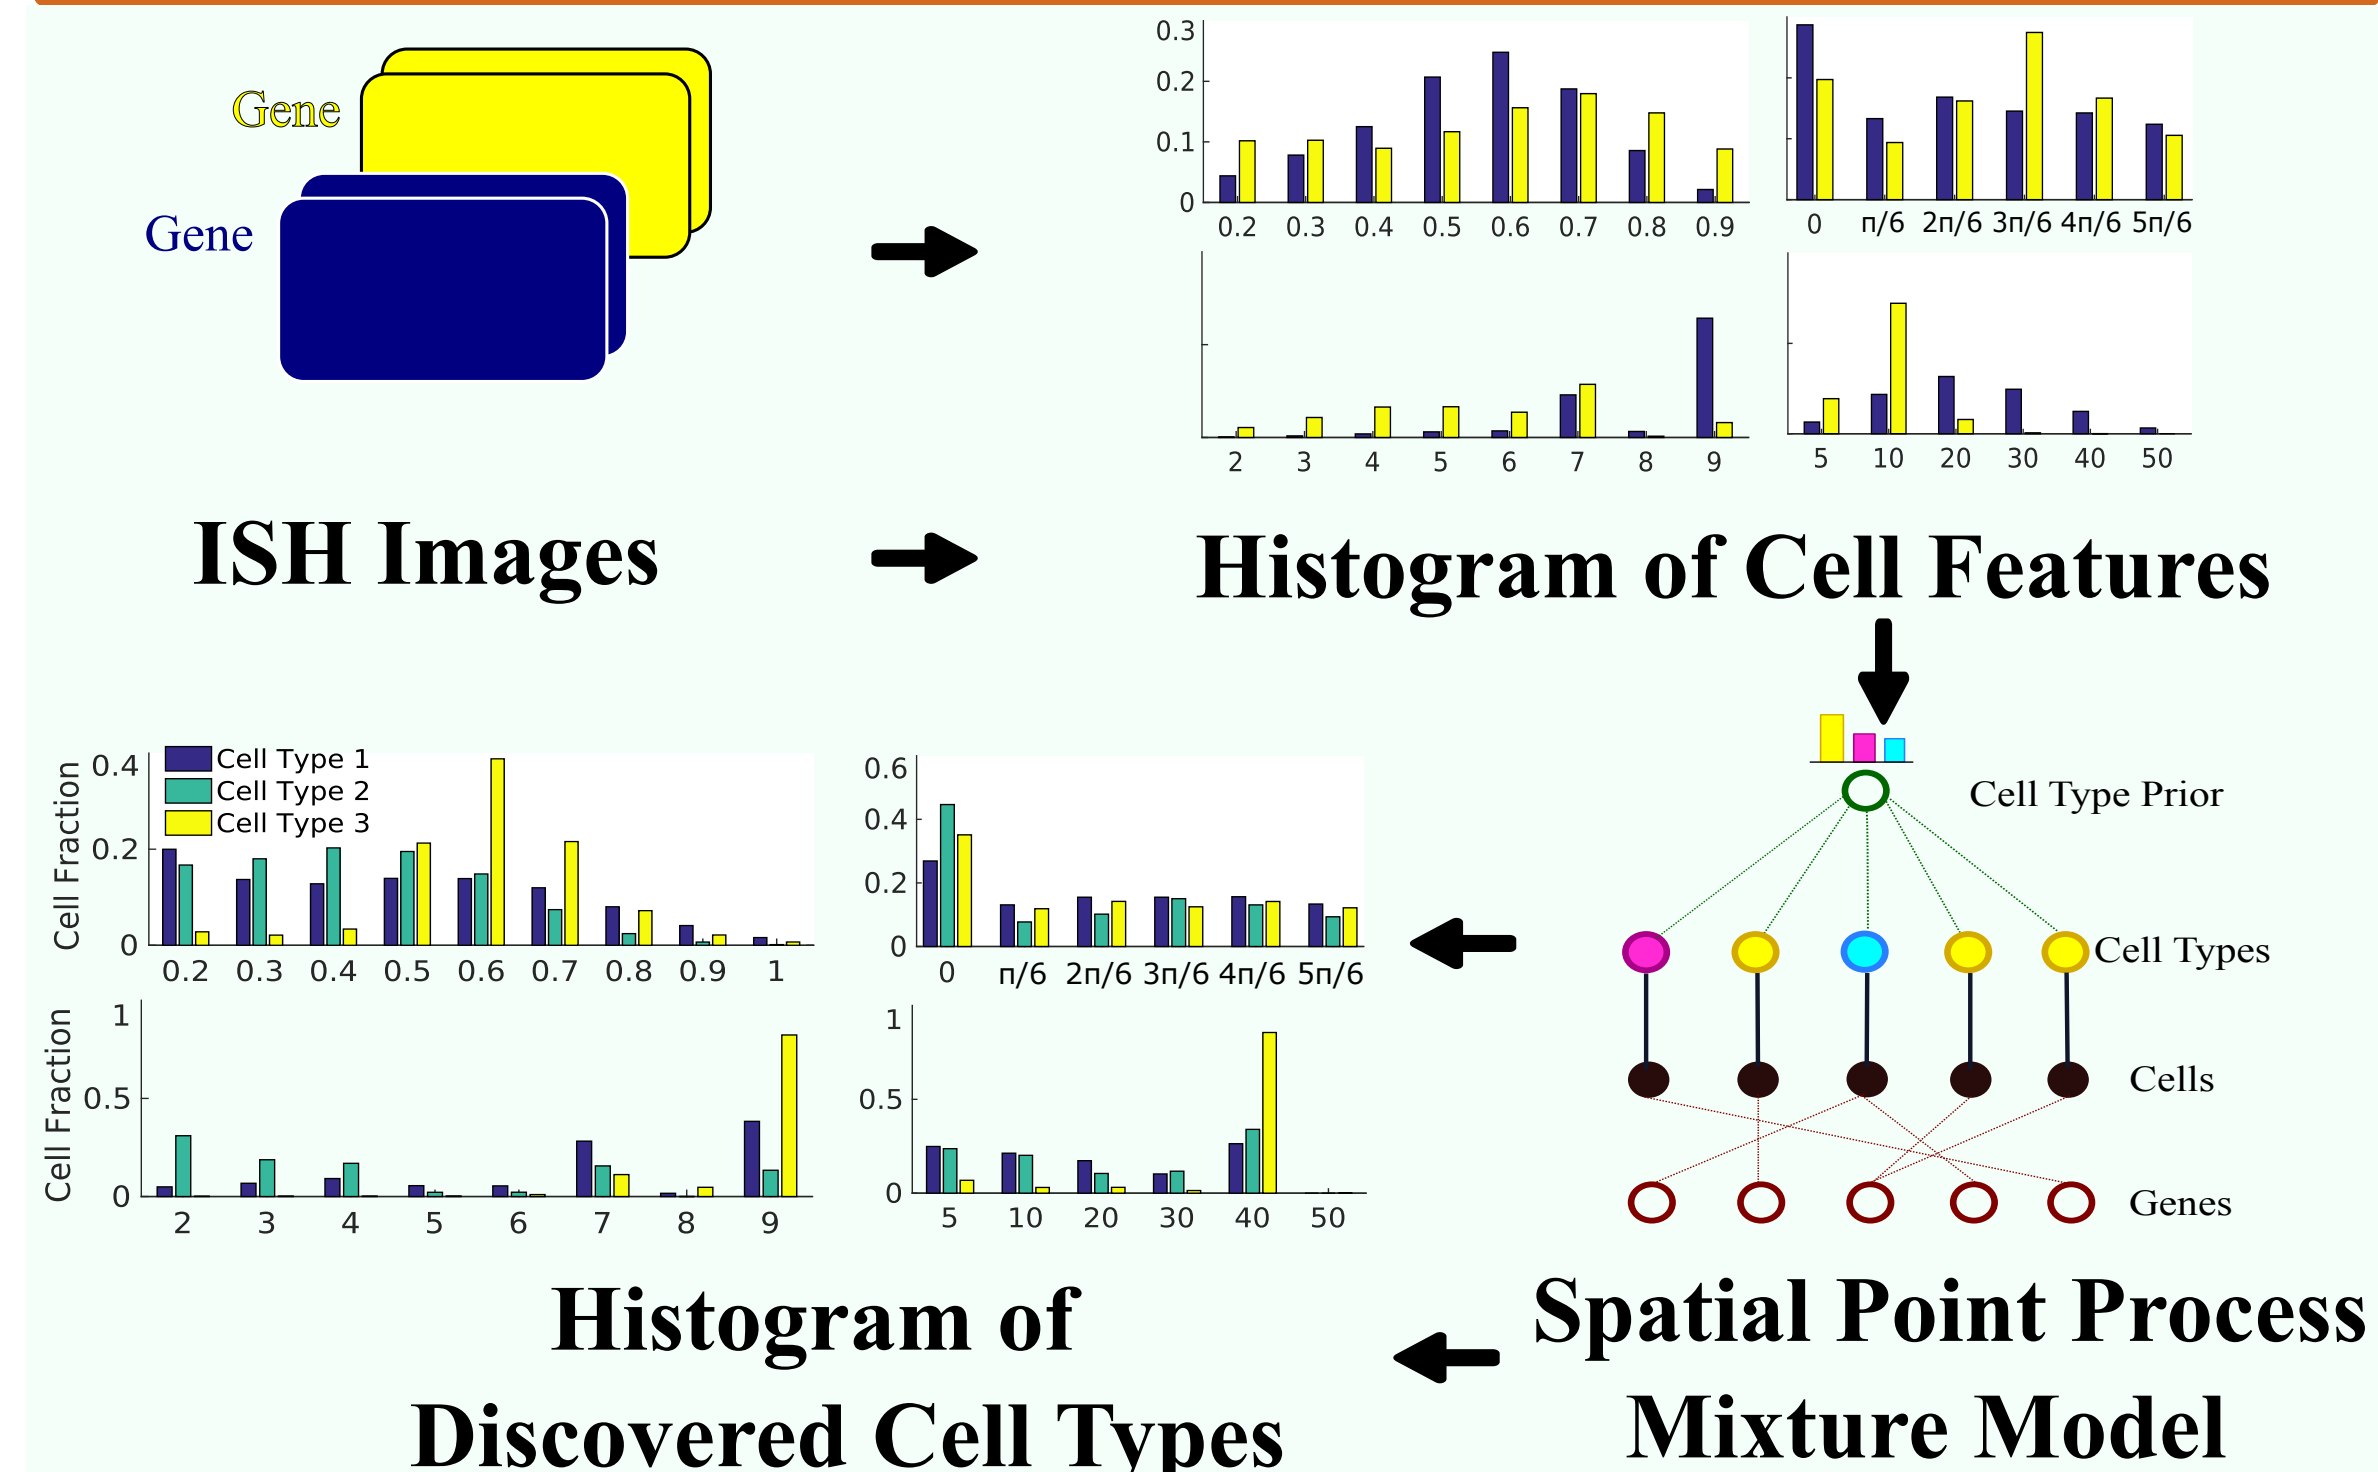 Gene
Gene
0.3
0.2
0.1
0
0.2 0.3 0.4 0.5 0.6 0.7 0.8 0.9
0 π/6 2π/6 3π/6 4π/6 5π/6
2 3 4 5 6 7 8 9
5 10 20 30 40 50
ISH Images
Histogram of Cell Features
Cell Type Prior
Cell Types
Cells
Genes
Spatial Point Process
Mixture Model
Cell Fraction
0.4
0.2
0
Cell Type 1
Cell Type 2
Cell Type 3
0.2 0.3 0.4 0.5 0.6 0.7 0.8 0.9 1
0.6
0.4
0.2
0
0 π/6 2π/6 3π/6 4π/6 5π/6
Cell Fraction
1
0.5
0
2 3 4 5 6 7 8 9
1
0.5
0
5 10 20 30 40 50
Histogram of
Discovered Cell Types